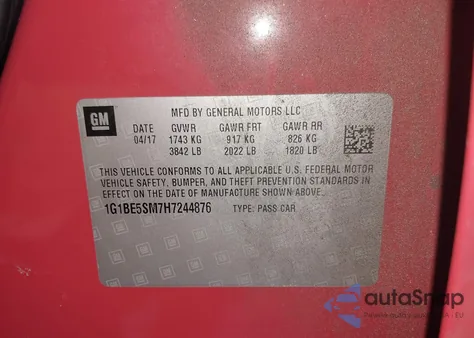 GM
MFD BY GENERAL MOTORS LLC
DATE GVWR GAWR FRT GAWR RR
04/17 1743 KG 917 KG 826 KG
3842 LB 2022 LB 1820 LB
THIS VEHICLE CONFORMS TO ALL APPLICABLE U.S. FEDERAL MOTOR
VEHICLE SAFETY, BUMPER, AND THEFT PREVENTION STANDARDS IN
EFFECT ON THE DATE OF MANUFACTURE SHOWN ABOVE.
1G1BE5SM7H7244876 TYPE: PASS CAR
autoSnap